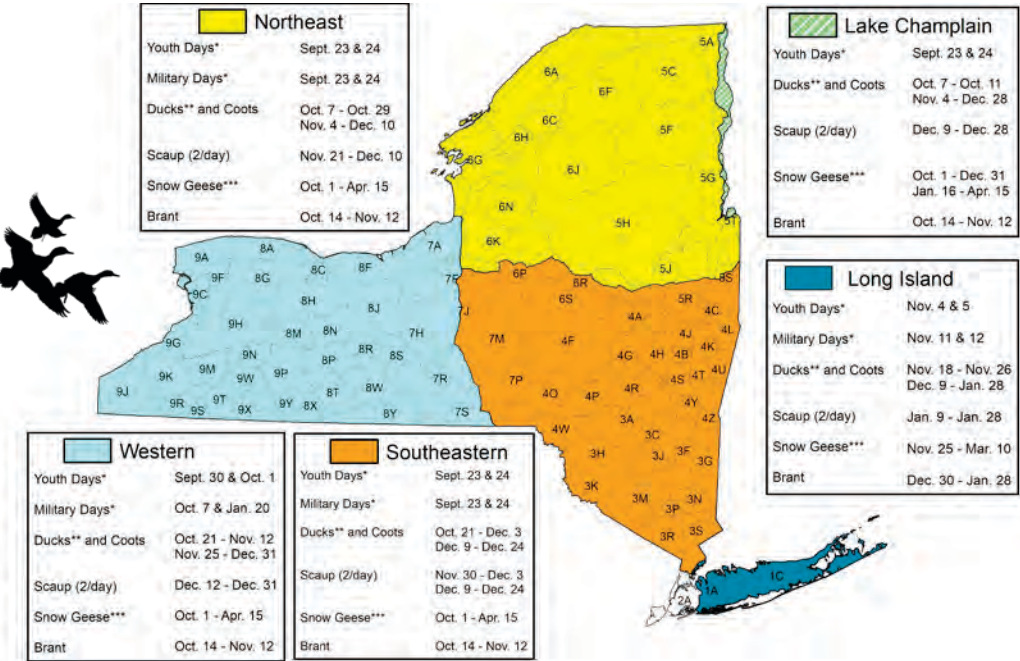 Northeast
Youth Days* Sept. 23 & 24
Military Days* Sept. 23 & 24
Ducks** and Coots Oct. 7 - Oct. 29
Nov. 4 - Dec. 10
Scaup (2/day) Nov. 21 - Dec. 10
Snow Geese*** Oct. 1 - Apr. 15
Brant Oct. 14 - Nov. 12
Lake Champlain
Youth Days* Sept. 23 & 24
Ducks** and Coots Oct. 7 - Oct. 11
Nov. 4 - Dec. 28
Scaup (2/day) Dec. 9 - Dec. 28
Snow Geese*** Oct. 1 - Dec. 31
Jan. 16 - Apr. 15
Brant Oct. 14 - Nov. 12
Long Island
Youth Days* Nov. 4 & 5
Military Days* Nov. 11 & 12
Ducks** and Coots Nov. 18 - Nov. 26
Dec. 9 - Jan. 28
Scaup (2/day) Jan. 9 - Jan. 28
Snow Geese*** Nov. 25 - Mar. 10
Brant Dec. 30 - Jan. 28
Western
Youth Days* Sept. 30 & Oct. 1
Military Days* Oct. 7 & Jan. 20
Ducks** and Coots Oct. 21 - Nov. 12
Nov. 25 - Dec. 31
Scaup (2/day) Dec. 12 - Dec. 31
Snow Geese*** Oct. 1 - Apr. 15
Brant Oct. 14 - Nov. 12
Southeastern
Youth Days* Sept. 23 & 24
Military Days* Sept. 23 & 24
Ducks** and Coots Oct. 21 - Dec. 3
Dec. 9 - Dec. 24
Scaup (2/day) Nov. 30 - Dec. 3
Dec. 9 - Dec. 24
Snow Geese*** Oct. 1 - Apr. 15
Brant Oct. 14 - Nov. 12
5A
6A 5C
6F
6C 5F
6H
6G 6J 5G
6N 5H
6K 5J
9A 8A 7A
9F 8G 8C 8F
9C 8H 8J
9H 8M 8N 7H
9G 9N 8P 8R 8S
9K 9M 9W 9P 7R
9J 9T 8T 8W
9R 9S 9X 9Y 8X 8Y 7S
6P 8R 8S
7J 6S 5R
4A 4C
7M 4F 4J 4L
4G 4H 4B 4K
7P 4R 4S 4T 4U
4O 4P 4Y
3A 4Z
4W 3C
3H 3J 3F 3G
3K 3M 3N
3P
3R 3S
1C
1A
2A